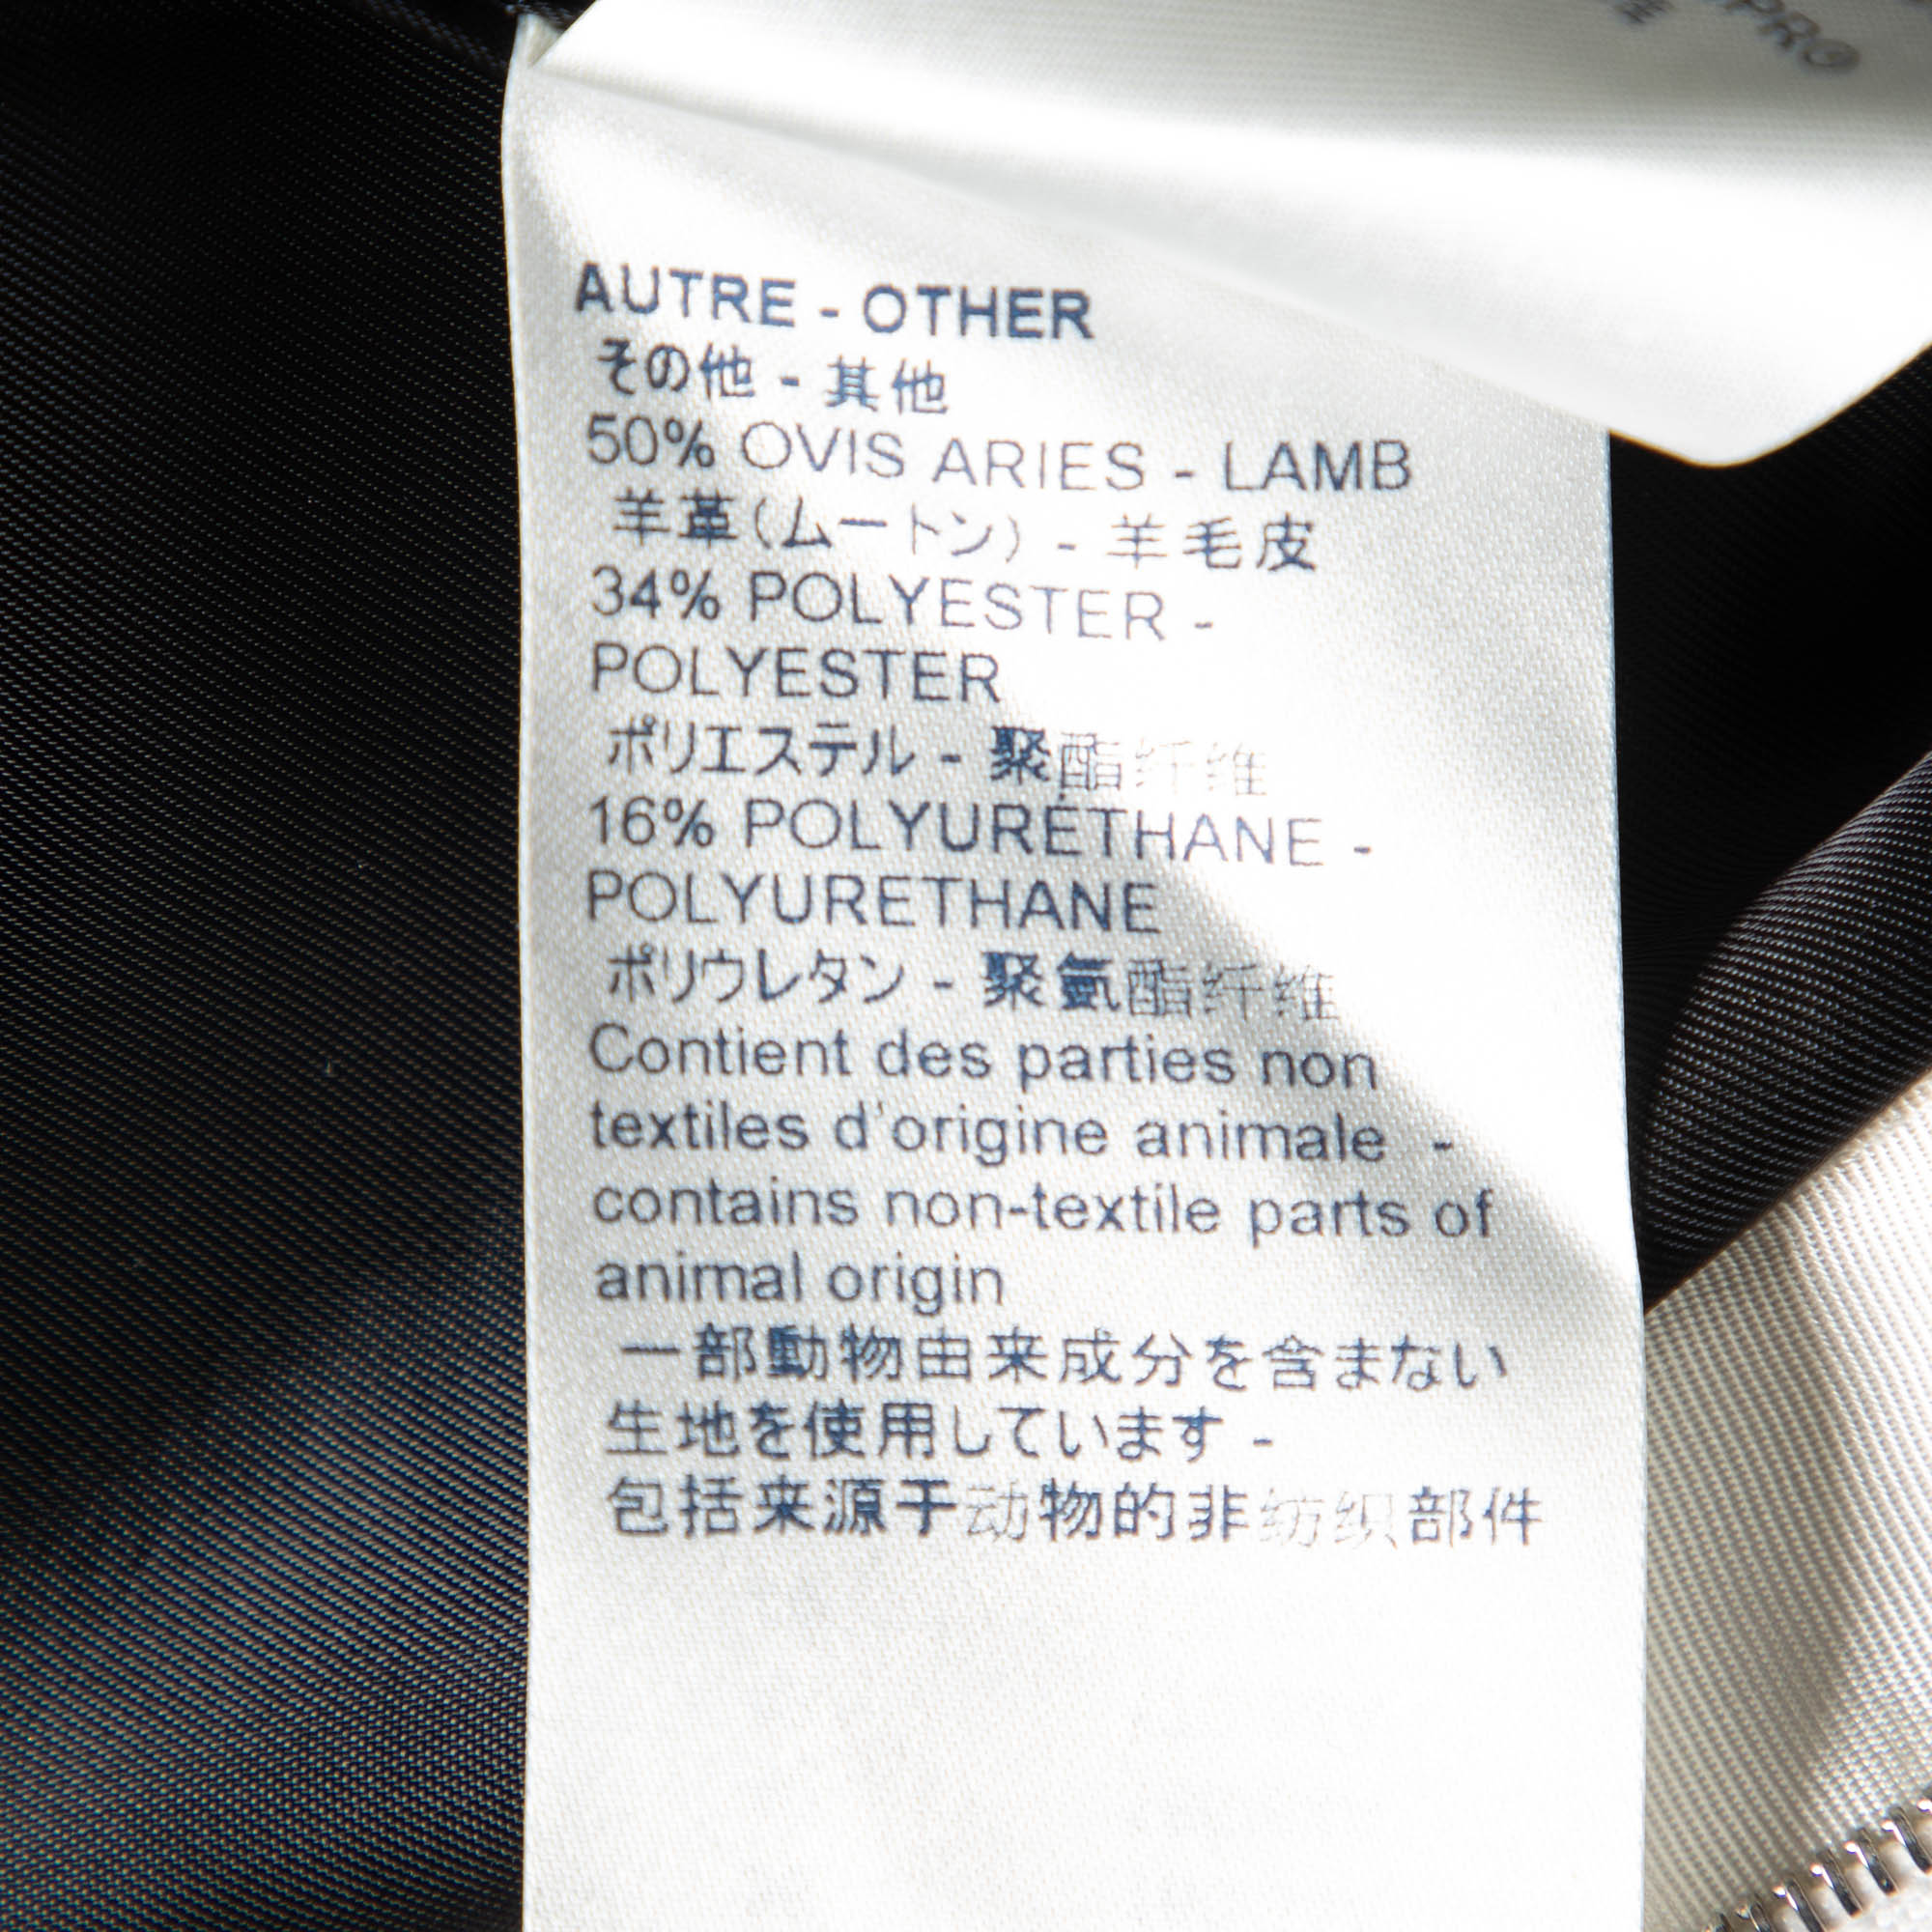 PRO
AUTRE - OTHER
その他 - 其他
50% OVIS ARIES - LAMB
羊革(ムートン) - 羊毛皮
34% POLYESTER -
POLYESTER
ポリエステル - 聚酯纤维
16% POLYURÉTHANE -
POLYURETHANE
ポリウレタン - 聚氨酯纤维
Contient des parties non
textiles d'origine animale -
contains non-textile parts of
animal origin
一部動物由来成分を含まない
生地を使用しています -
包括来源于动物的非纺织部件